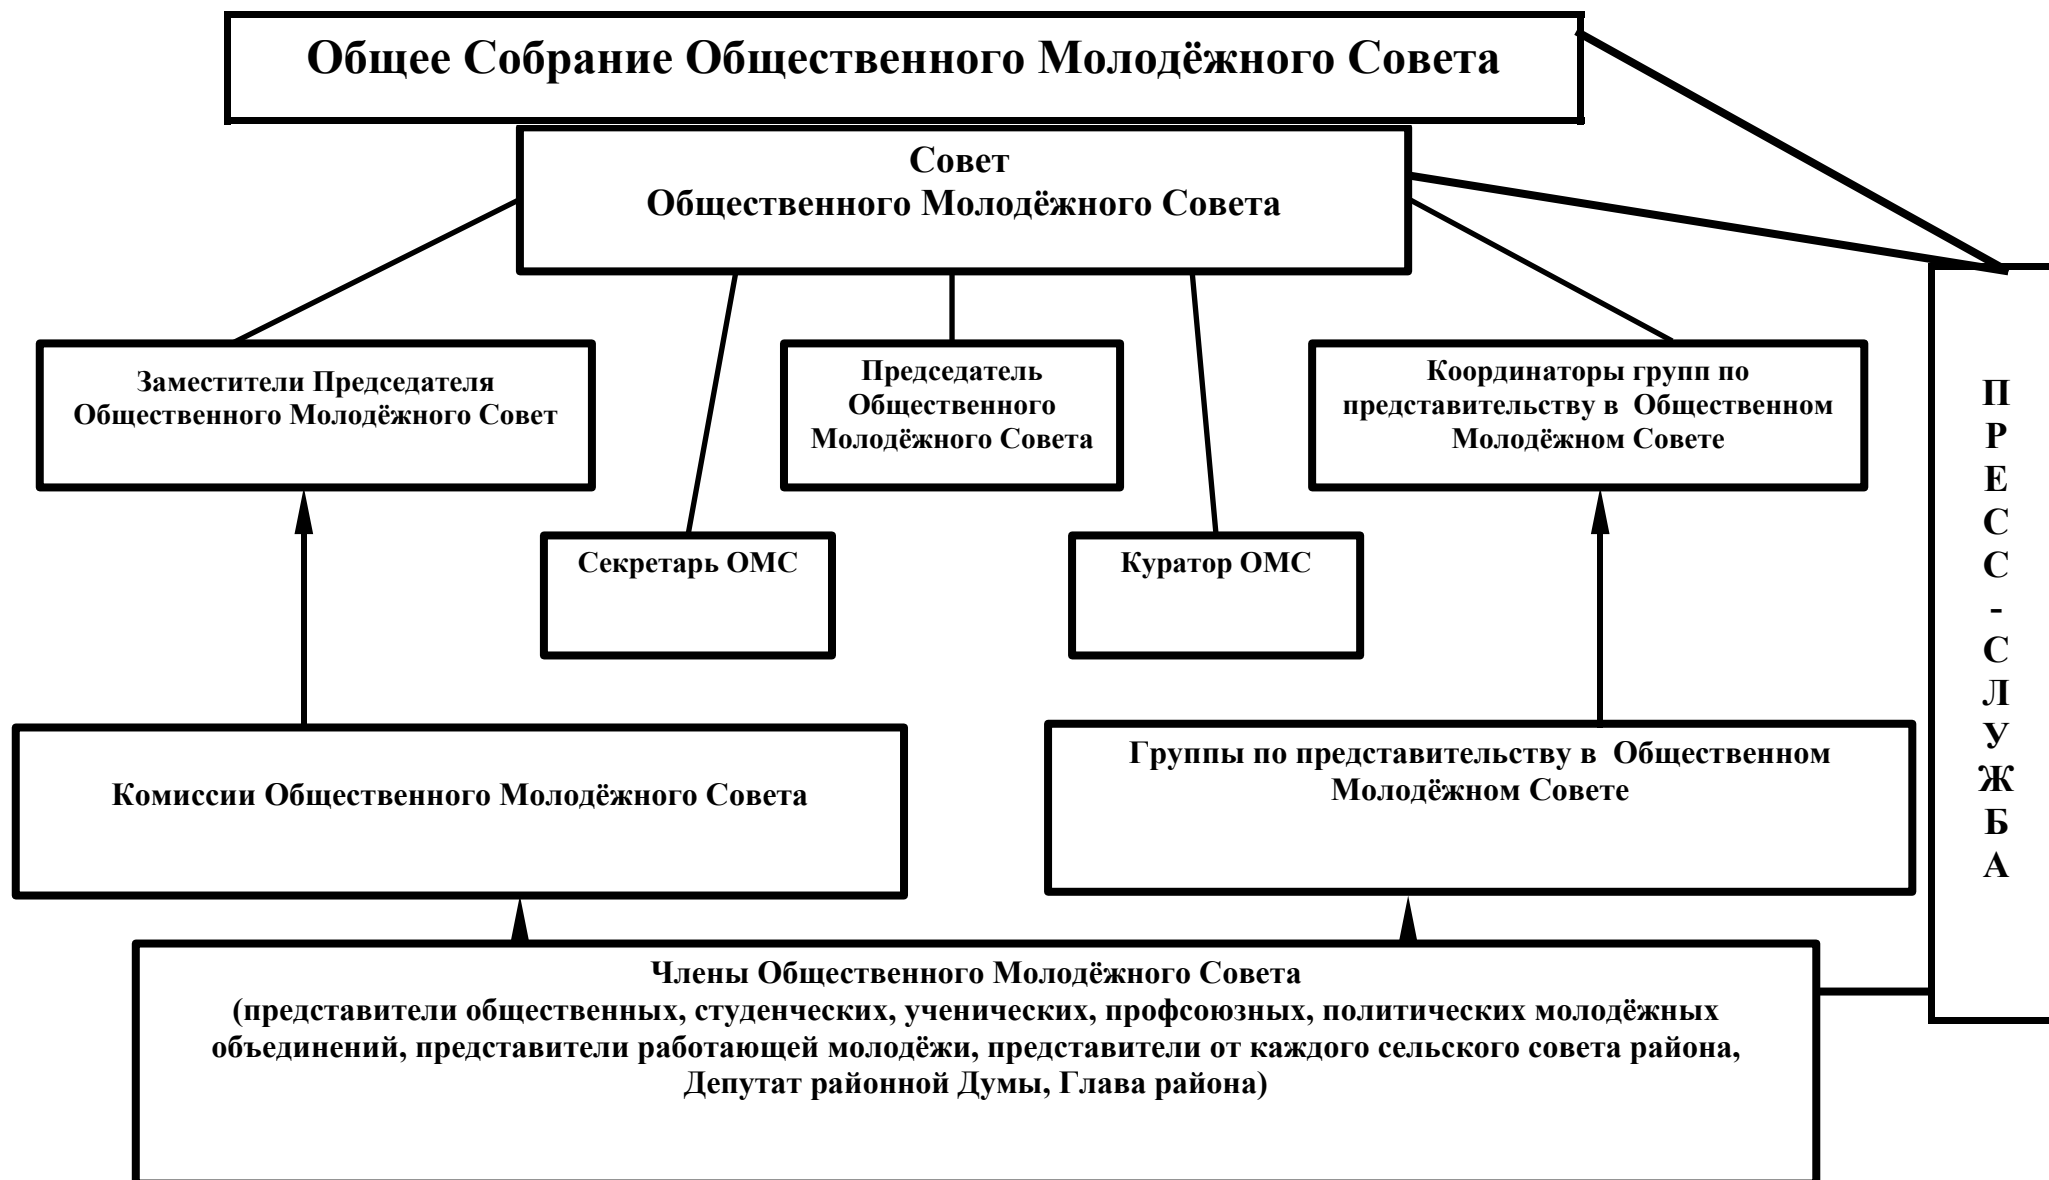 Общее Собрание Общественного Молодёжного Совета
Совет
Общественного Молодёжного Совета
Заместители Председателя
Общественного Молодёжного Совет
Председатель
Общественного
Молодёжного Совета
Координаторы групп по
представительству в Общественном
Молодёжном Совете
П
Р
Е
С
С
-
С
Л
У
Ж
Б
А
Секретарь ОМС
Куратор ОМС
Комиссии Общественного Молодёжного Совета
Группы по представительству в Общественном
Молодёжном Совете
Члены Общественного Молодёжного Совета
(представители общественных, студенческих, ученических, профсоюзных, политических молодёжных
объединений, представители работающей молодёжи, представители от каждого сельского совета района,
Депутат районной Думы, Глава района)